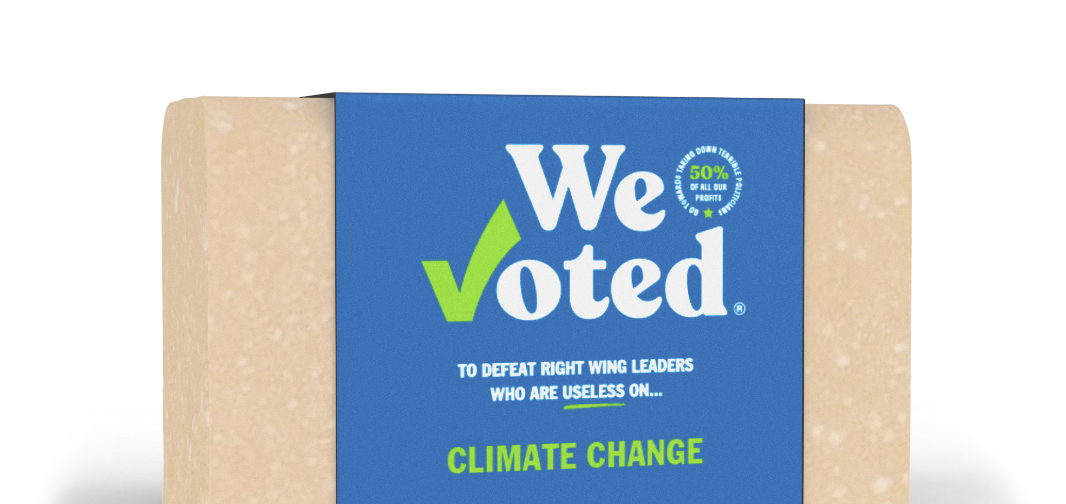 We
Voted®
GO TOWARDS TAKING DOWN TERRIBLE POLITICIANS
50%
OF ALL OUR
PROFITS
TO DEFEAT RIGHT WING LEADERS
WHO ARE USELESS ON...
CLIMATE CHANGE